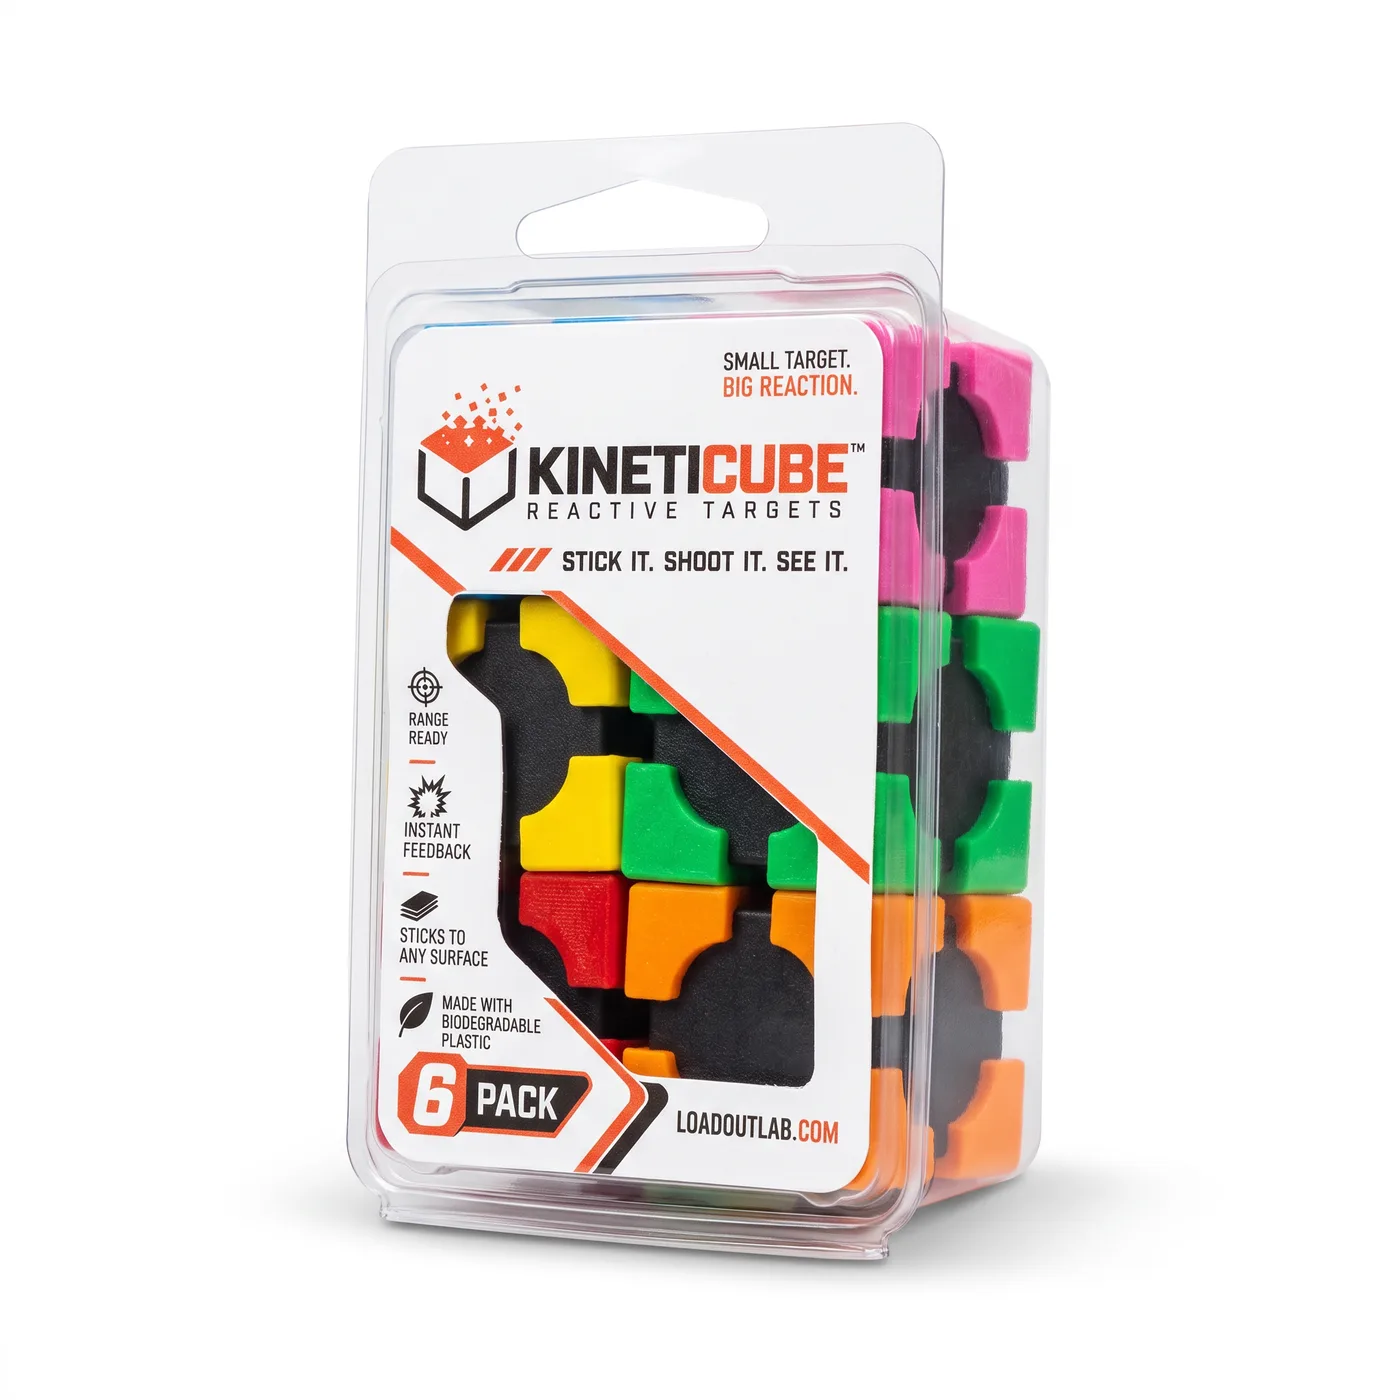 SMALL TARGET.
BIG REACTION.
KINETICUBE™
REACTIVE TARGETS
STICK IT. SHOOT IT. SEE IT.
RANGE
READY
INSTANT
FEEDBACK
STICKS TO
ANY SURFACE
MADE WITH
BIODEGRADABLE
PLASTIC
6 PACK
LOADOUTLAB.COM